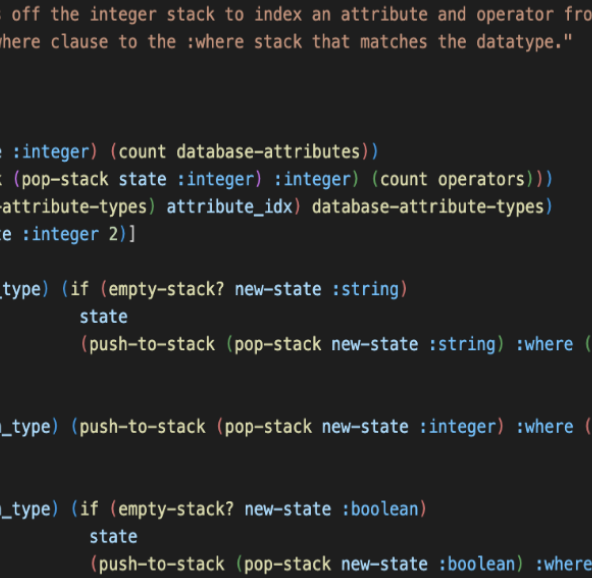 off the integer stack to index an attribute and operator fro
where clause to the :where stack that matches the datatype."
:integer) (count database-attributes))
(pop-stack state :integer) :integer) (count operators)))
-attribute-types) attribute_idx) database-attribute-types)
te :integer 2)]
_type) (if (empty-stack? new-state :string)
state
(push-to-stack (pop-stack new-state :string) :where (
_type) (push-to-stack (pop-stack new-state :integer) :where (
_type) (if (empty-stack? new-state :boolean)
state
(push-to-stack (pop-stack new-state :boolean) :where